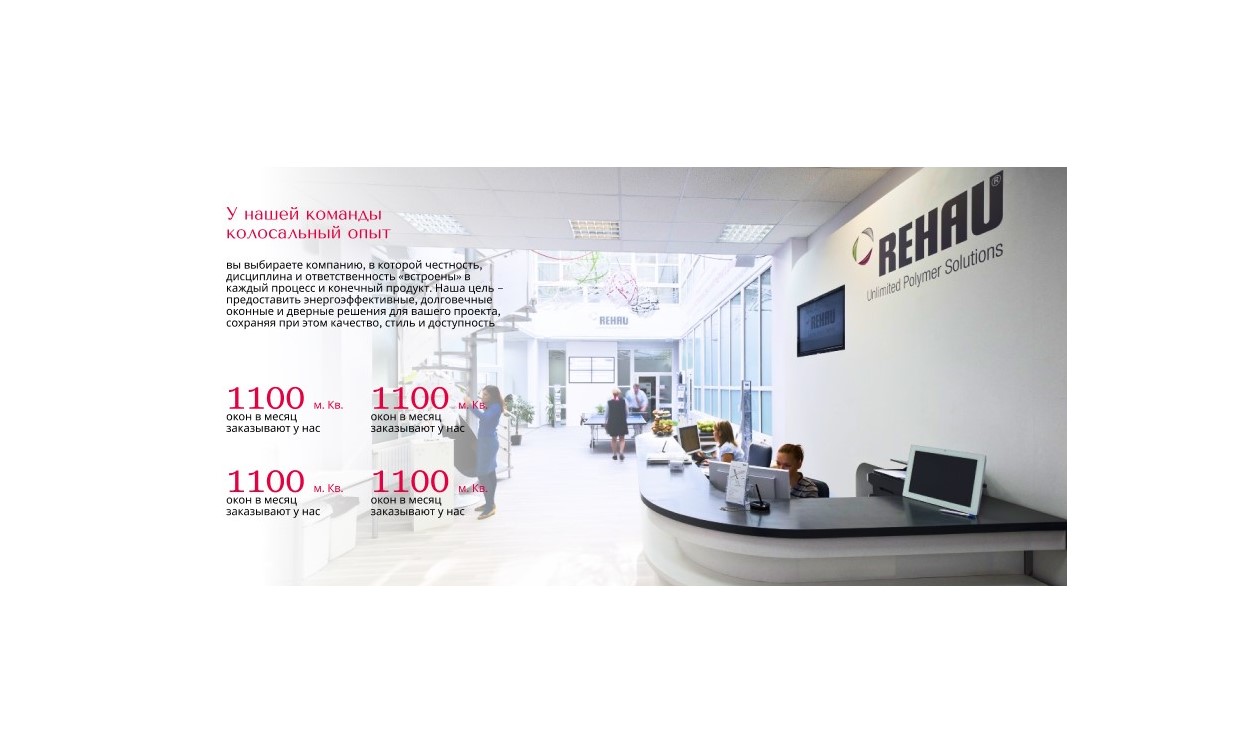 У нашей команды
колосальный опыт
вы выбираете компанию, в которой честность,
дисциплина и ответственность «встроены» в
каждый процесс и конечный продукт. Наша цель –
предоставить энергоэффективные, долговечные
оконные и дверные решения для вашего проекта,
сохраняя при этом качество, стиль и доступность
1100 м. Кв.
окон в месяц
заказывают у нас
1100 м. Кв.
окон в месяц
заказывают у нас
1100 м. Кв.
окон в месяц
заказывают у нас
1100 м. Кв.
окон в месяц
заказывают у нас
REHAU®
Unlimited Polymer Solutions
REHAU
REHAU